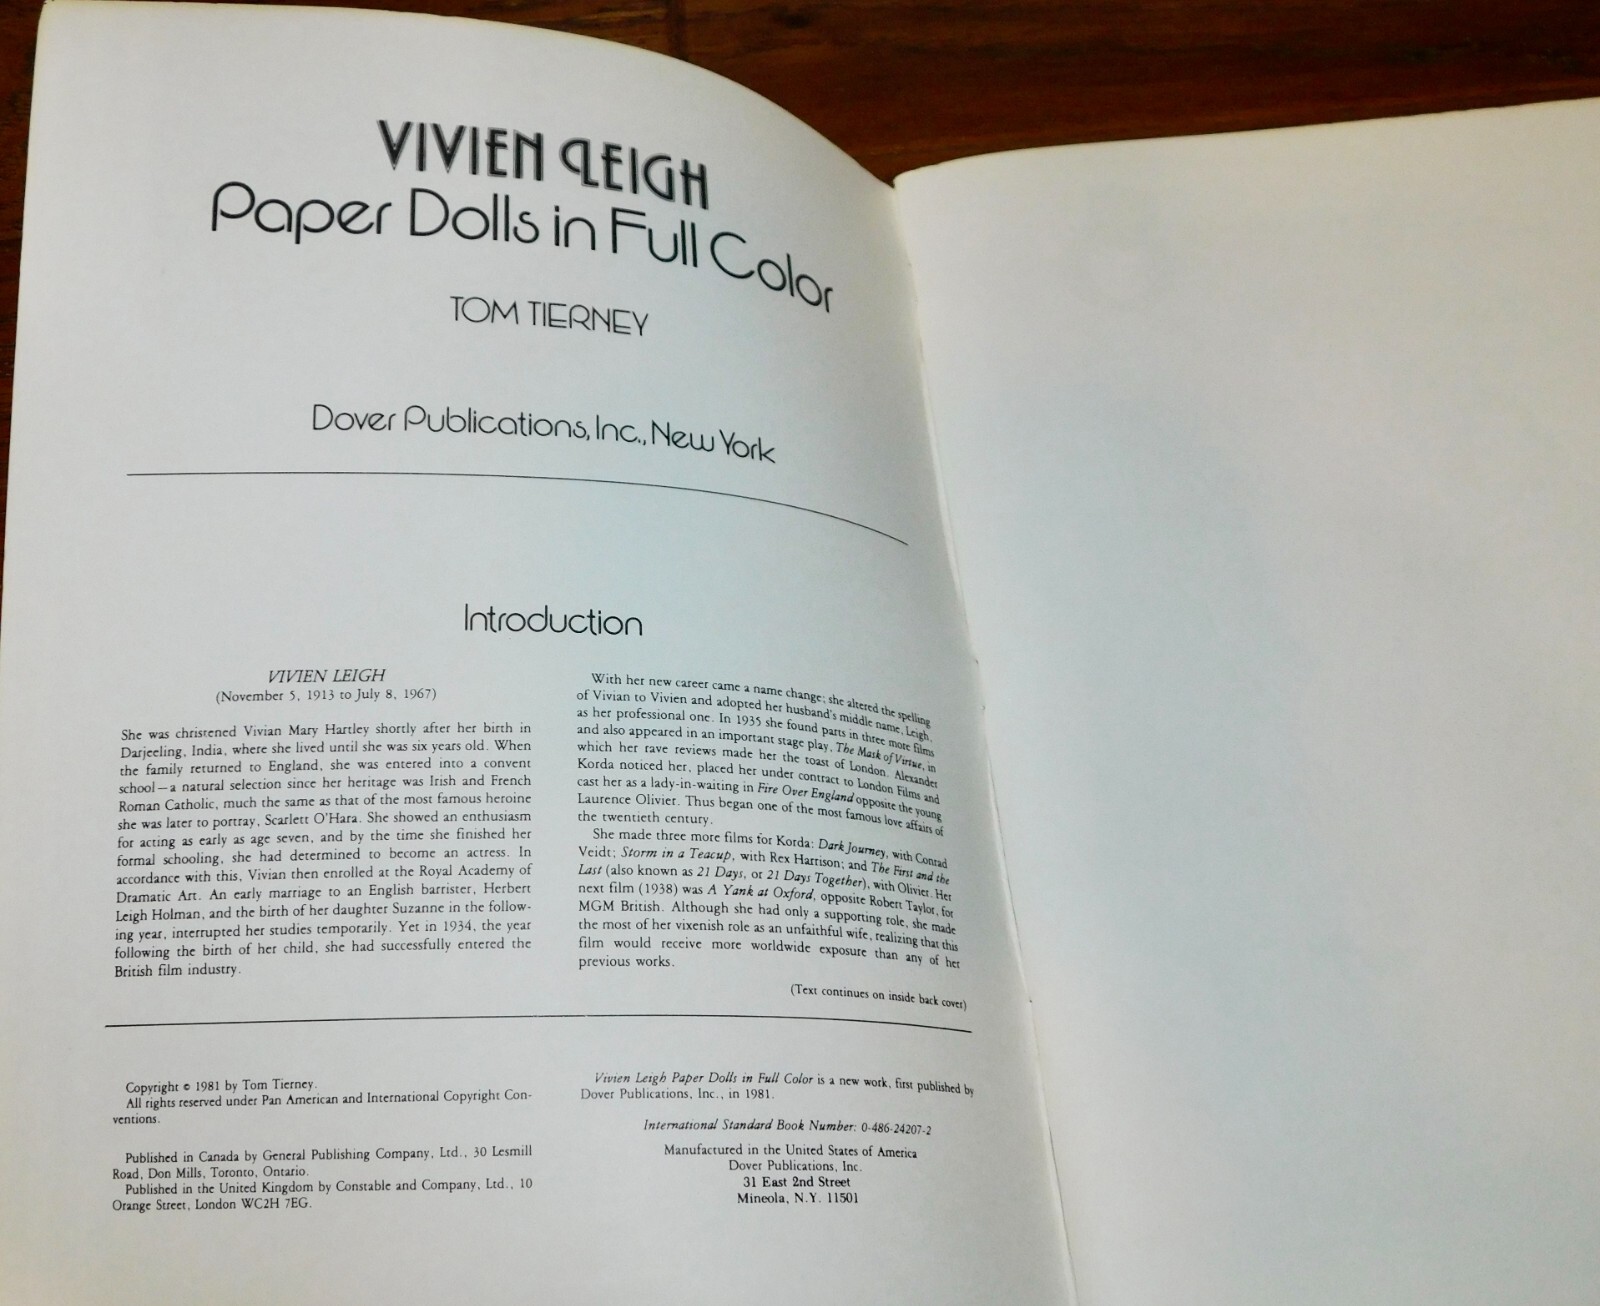 VIVIEN LEIGH
Paper Dolls in Full Color
TOM TIERNEY
Dover Publications, Inc., New York
Introduction
VIVIEN LEIGH
(November 5, 1913 to July 8, 1967)
She was christened Vivian Mary Hartley shortly after her birth in
Darjeeling, India, where she lived until she was six years old. When
the family returned to England, she was entered into a convent
school—a natural selection since her heritage was Irish and French
Roman Catholic, much the same as that of the most famous heroine
she was later to portray, Scarlett O'Hara. She showed an enthusiasm
for acting as early as age seven, and by the time she finished her
formal schooling, she had determined to become an actress. In
accordance with this, Vivian then enrolled at the Royal Academy of
Dramatic Art. An early marriage to an English barrister, Herbert
Leigh Holman, and the birth of her daughter Suzanne in the follow-
ing year, interrupted her studies temporarily. Yet in 1934, the year
following the birth of her child, she had successfully entered the
British film industry.
With her new career came a name change; she altered the spelling
of Vivian to Vivien and adopted her husband's middle name, Leigh,
as her professional one. In 1935 she found parts in three more films
and also appeared in an important stage play, The Mask of Virtue, in
which her rave reviews made her the toast of London. Alexander
Korda noticed her, placed her under contract to London Films and
cast her as a lady-in-waiting in Fire Over England opposite the young
Laurence Olivier. Thus began one of the most famous love affairs of
the twentieth century.
She made three more films for Korda: Dark Journey, with Conrad
Veidt; Storm in a Teacup, with Rex Harrison; and The First and the
Last (also known as 21 Days, or 21 Days Together), with Olivier. Her
next film (1938) was A Yank at Oxford, opposite Robert Taylor, for
MGM British. Although she had only a supporting role, she made
the most of her vixenish role as an unfaithful wife, realizing that this
film would receive more worldwide exposure than any of her
previous works.
(Text continues on inside back cover)
Copyright © 1981 by Tom Tierney.
All rights reserved under Pan American and International Copyright Con-
ventions.
Published in Canada by General Publishing Company, Ltd., 30 Lesmill
Road, Don Mills, Toronto, Ontario.
Published in the United Kingdom by Constable and Company, Ltd., 10
Orange Street, London WC2H 7EG.
Vivien Leigh Paper Dolls in Full Color is a new work, first published by
Dover Publications, Inc., in 1981.
International Standard Book Number: 0-486-24207-2
Manufactured in the United States of America
Dover Publications, Inc.
31 East 2nd Street
Mineola, N.Y. 11501